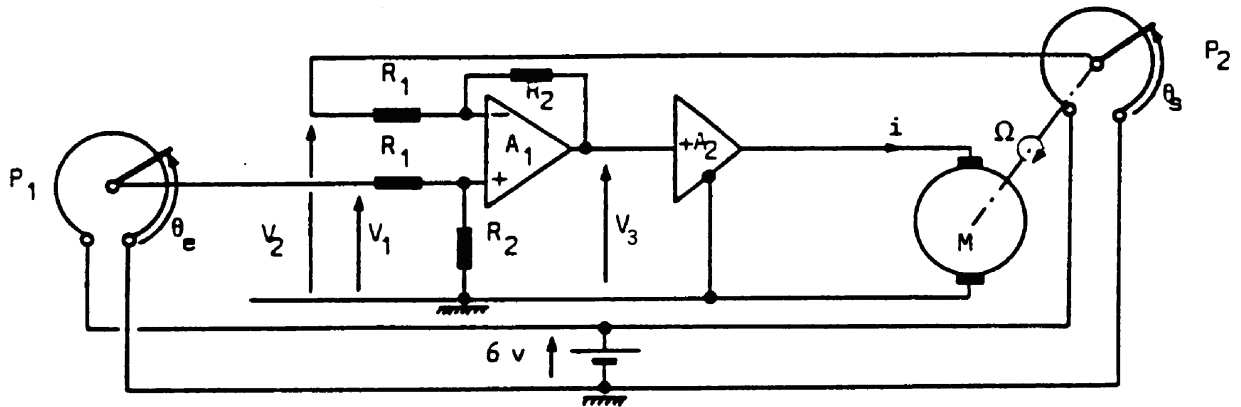 P₂
θₛ
R₁
R₂
−
A₁
+A₂
i
Ω
R₁
+
P₁
θₑ
V₂
V₁
R₂
V₃
M
6 v